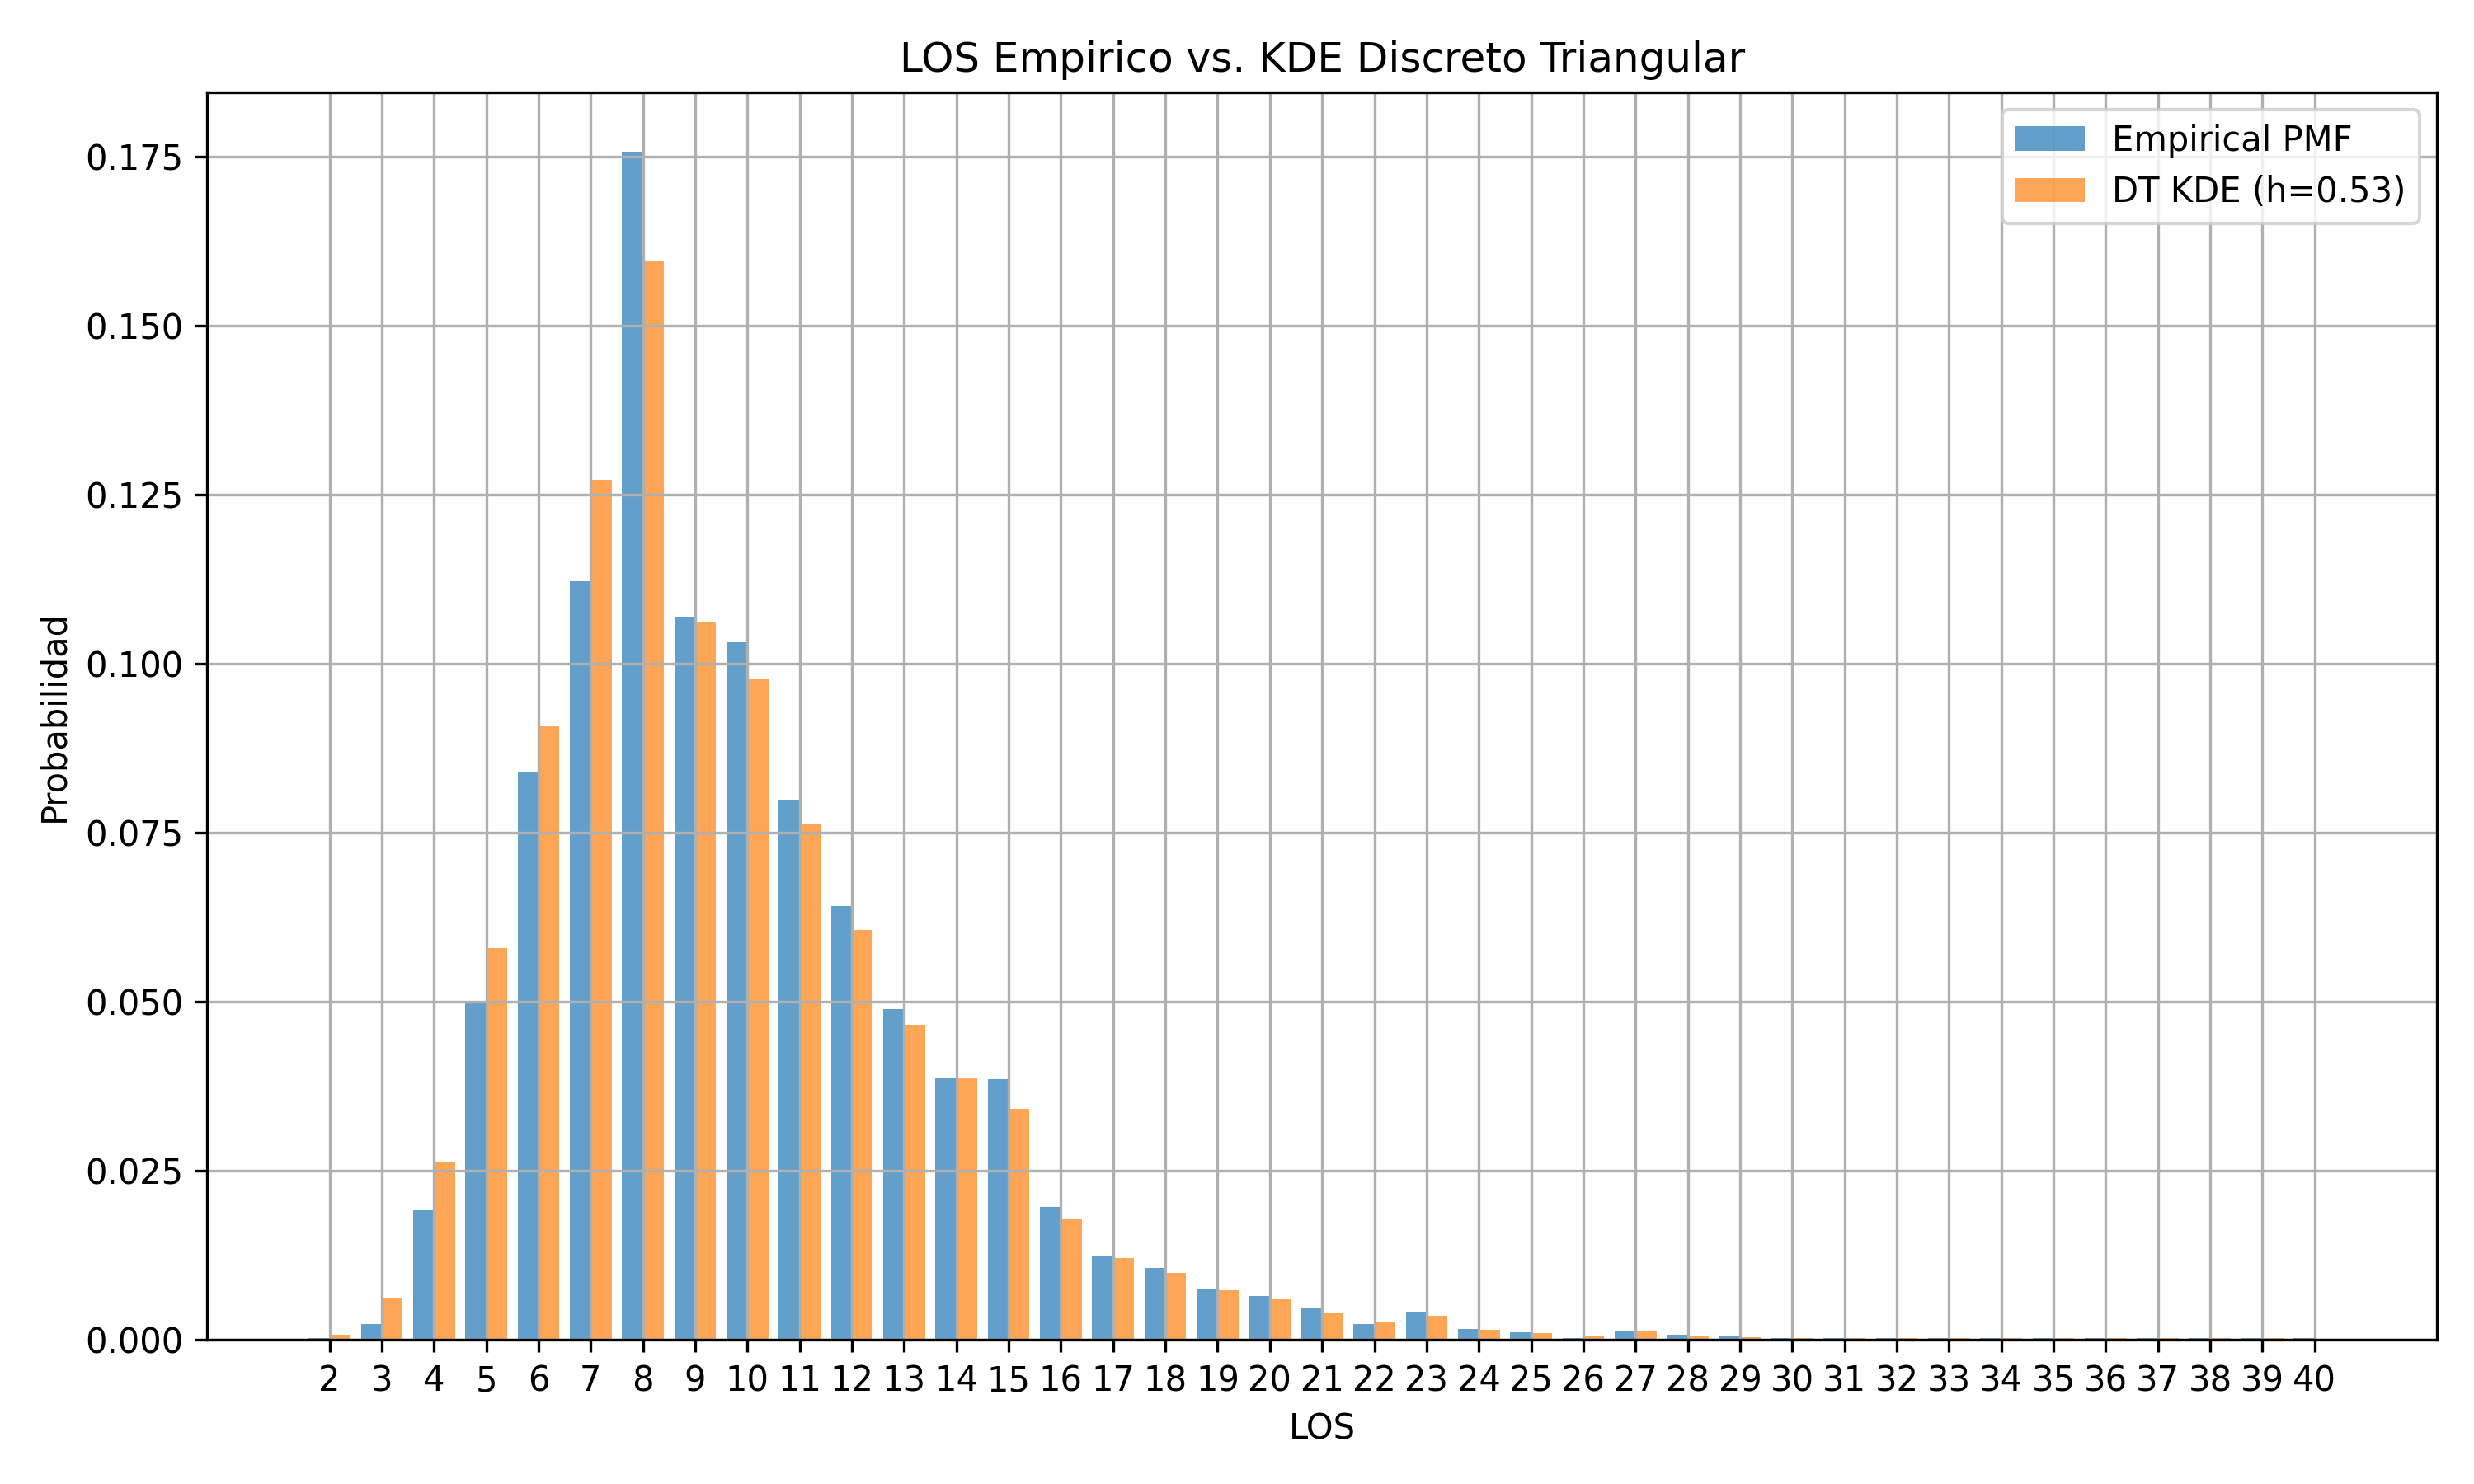 LOS Empirico vs. KDE Discreto Triangular
Empirical PMF
DT KDE (h=0.53)
Probabilidad
0.175
0.150
0.125
0.100
0.075
0.050
0.025
0.000
2 3 4 5 6 7 8 9 10 11 12 13 14 15 16 17 18 19 20 21 22 23 24 25 26 27 28 29 30 31 32 33 34 35 36 37 38 39 40
LOS